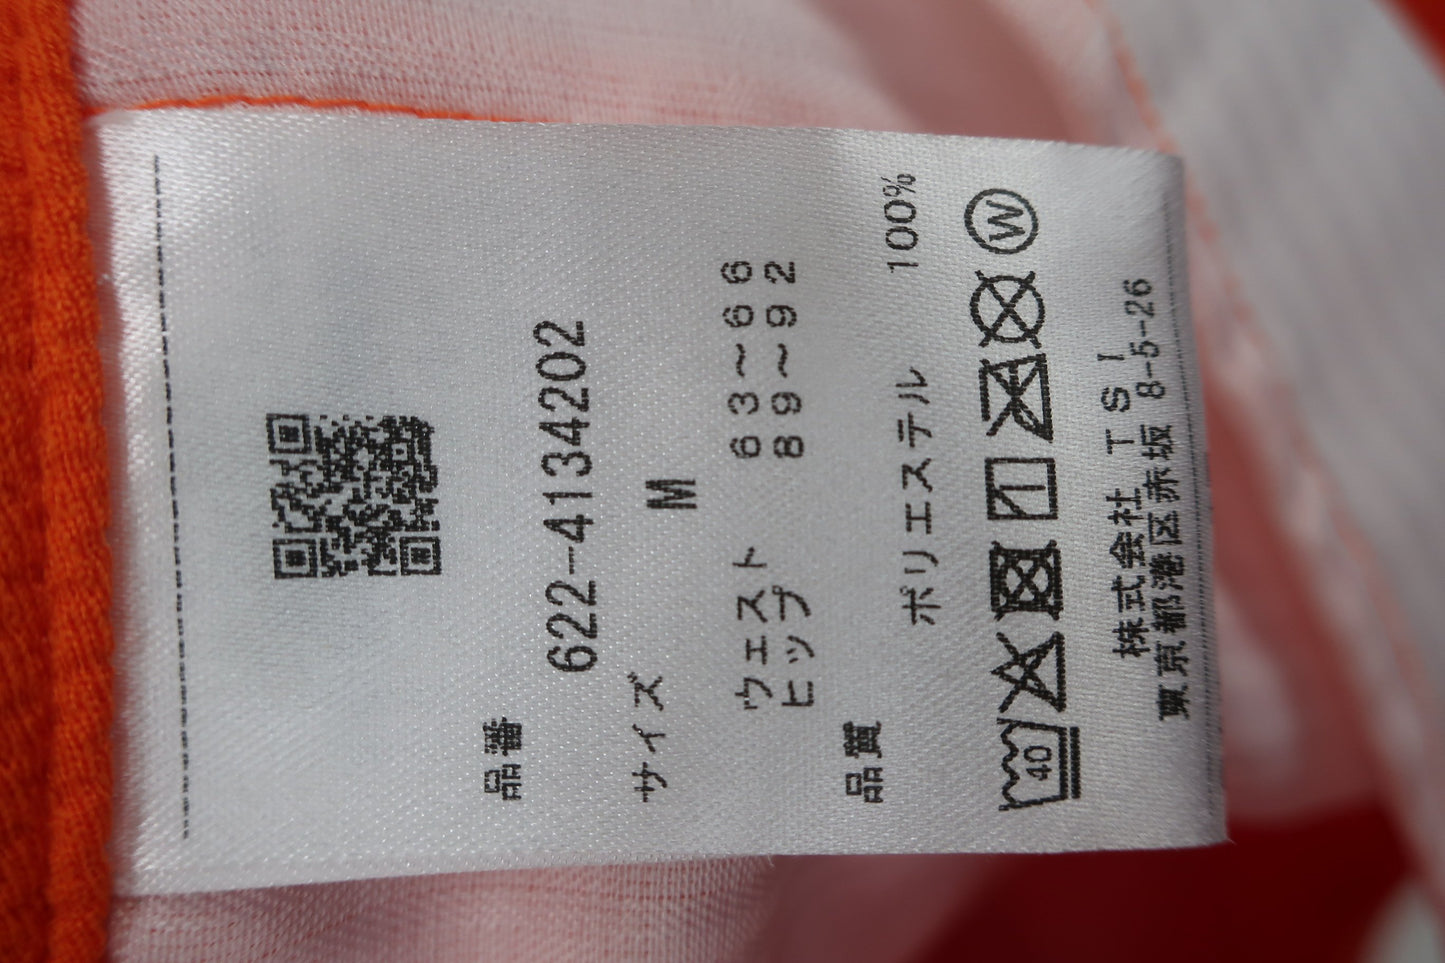 品番
622-4134202
サイズ
M
ウェスト 63～66
ヒップ 89～92
品質
ポリエステル 100%
40
W
株式会社 TSI
東京都港区赤坂 8-5-26